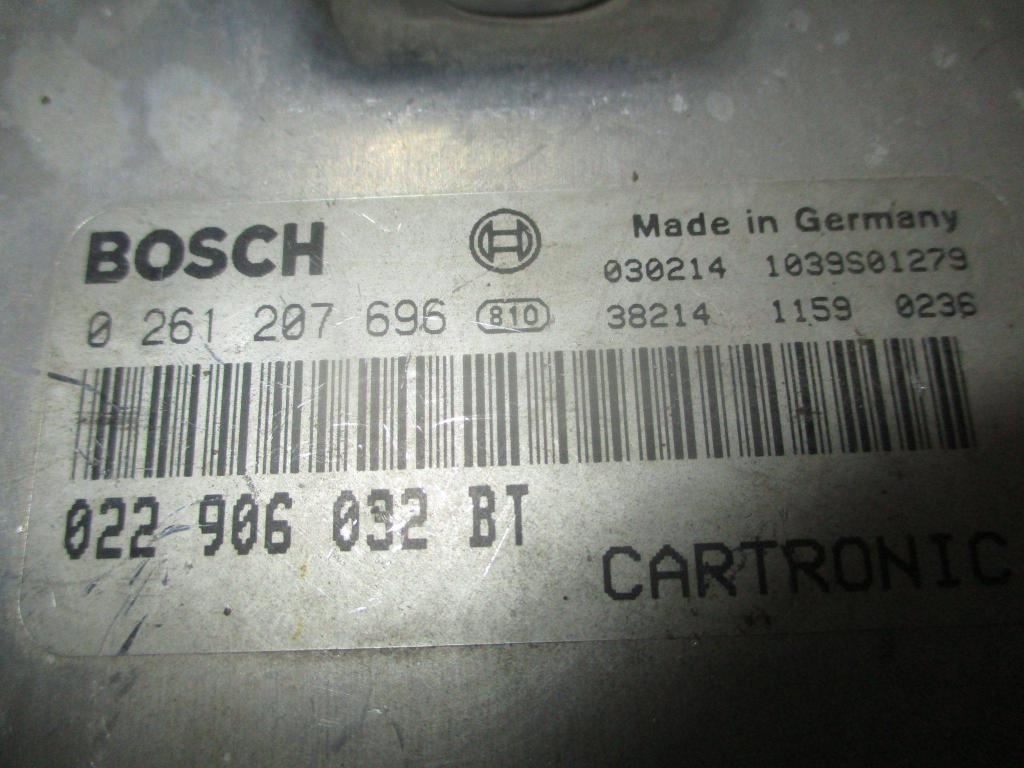 BOSCH
Made in Germany
030214 1039S01279
0 261 207 696 810 38214 1159 0236
022 906 032 BT
CARTRONIC